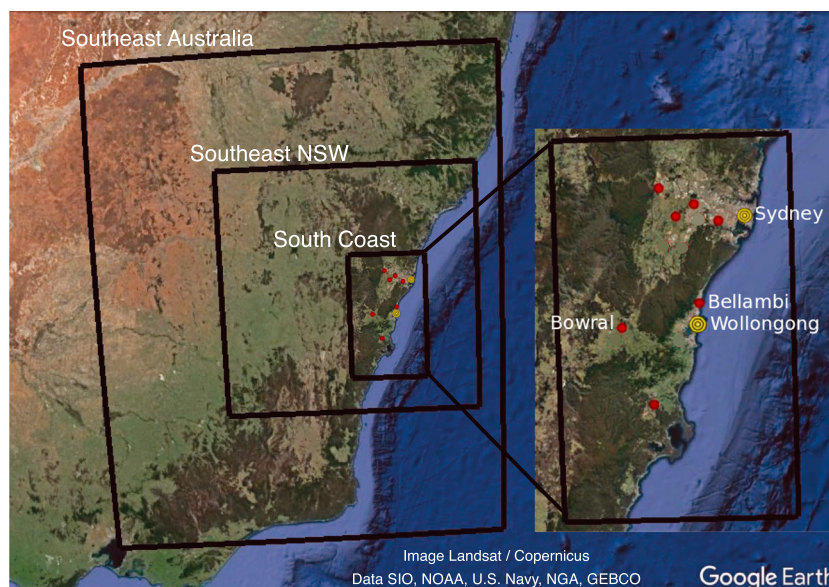 Southeast Australia
Southeast NSW
South Coast
Sydney
Bellambi
Bowral
Wollongong
Image Landsat / Copernicus
Data SIO, NOAA, U.S. Navy, NGA, GEBCO
Google Earth